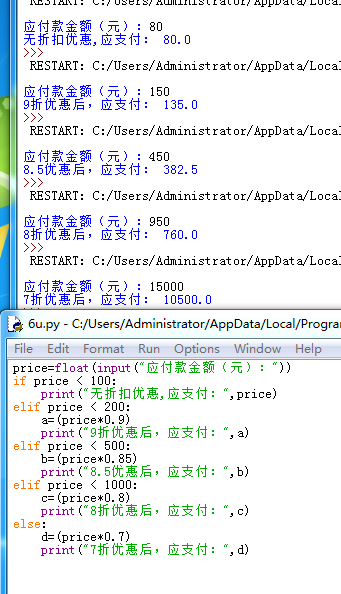 RESTART: C:/Users/Administrator/AppData/Local
应付款金额（元）：80
无折扣优惠,应支付： 80.0
>>>
RESTART: C:/Users/Administrator/AppData/Local
应付款金额（元）：150
9折优惠后，应支付： 135.0
>>>
RESTART: C:/Users/Administrator/AppData/Local
应付款金额（元）：450
8.5优惠后，应支付： 382.5
>>>
RESTART: C:/Users/Administrator/AppData/Local
应付款金额（元）：950
8折优惠后，应支付： 760.0
>>>
RESTART: C:/Users/Administrator/AppData/Local
应付款金额（元）：15000
7折优惠后，应支付： 10500.0
6u.py - C:/Users/Administrator/AppData/Local/Progran
File Edit Format Run Options Window Help
price=float(input("应付款金额（元）："))
if price < 100:
    print("无折扣优惠,应支付：",price)
elif price < 200:
    a=(price*0.9)
    print("9折优惠后，应支付：",a)
elif price < 500:
    b=(price*0.85)
    print("8.5优惠后，应支付：",b)
elif price < 1000:
    c=(price*0.8)
    print("8折优惠后，应支付：",c)
else:
    d=(price*0.7)
    print("7折优惠后，应支付：",d)